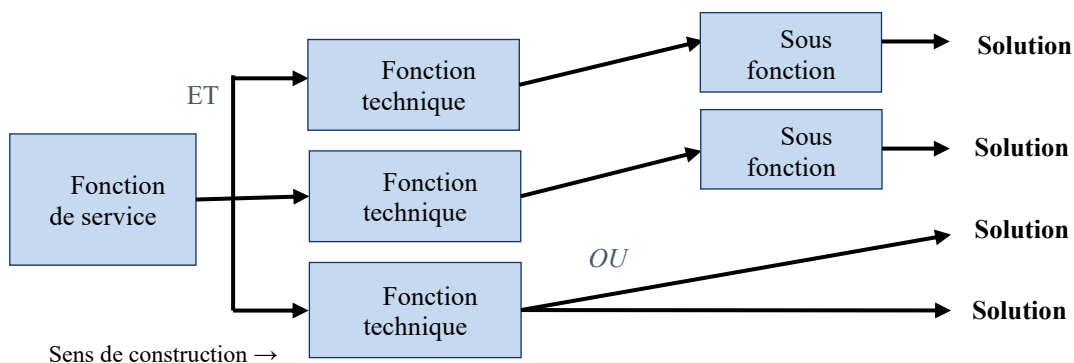 Sous
fonction
Solution
Fonction
technique
ET
Sous
fonction
Solution
Fonction
de service
Fonction
technique
Solution
OU
Fonction
technique
Solution
Sens de construction →